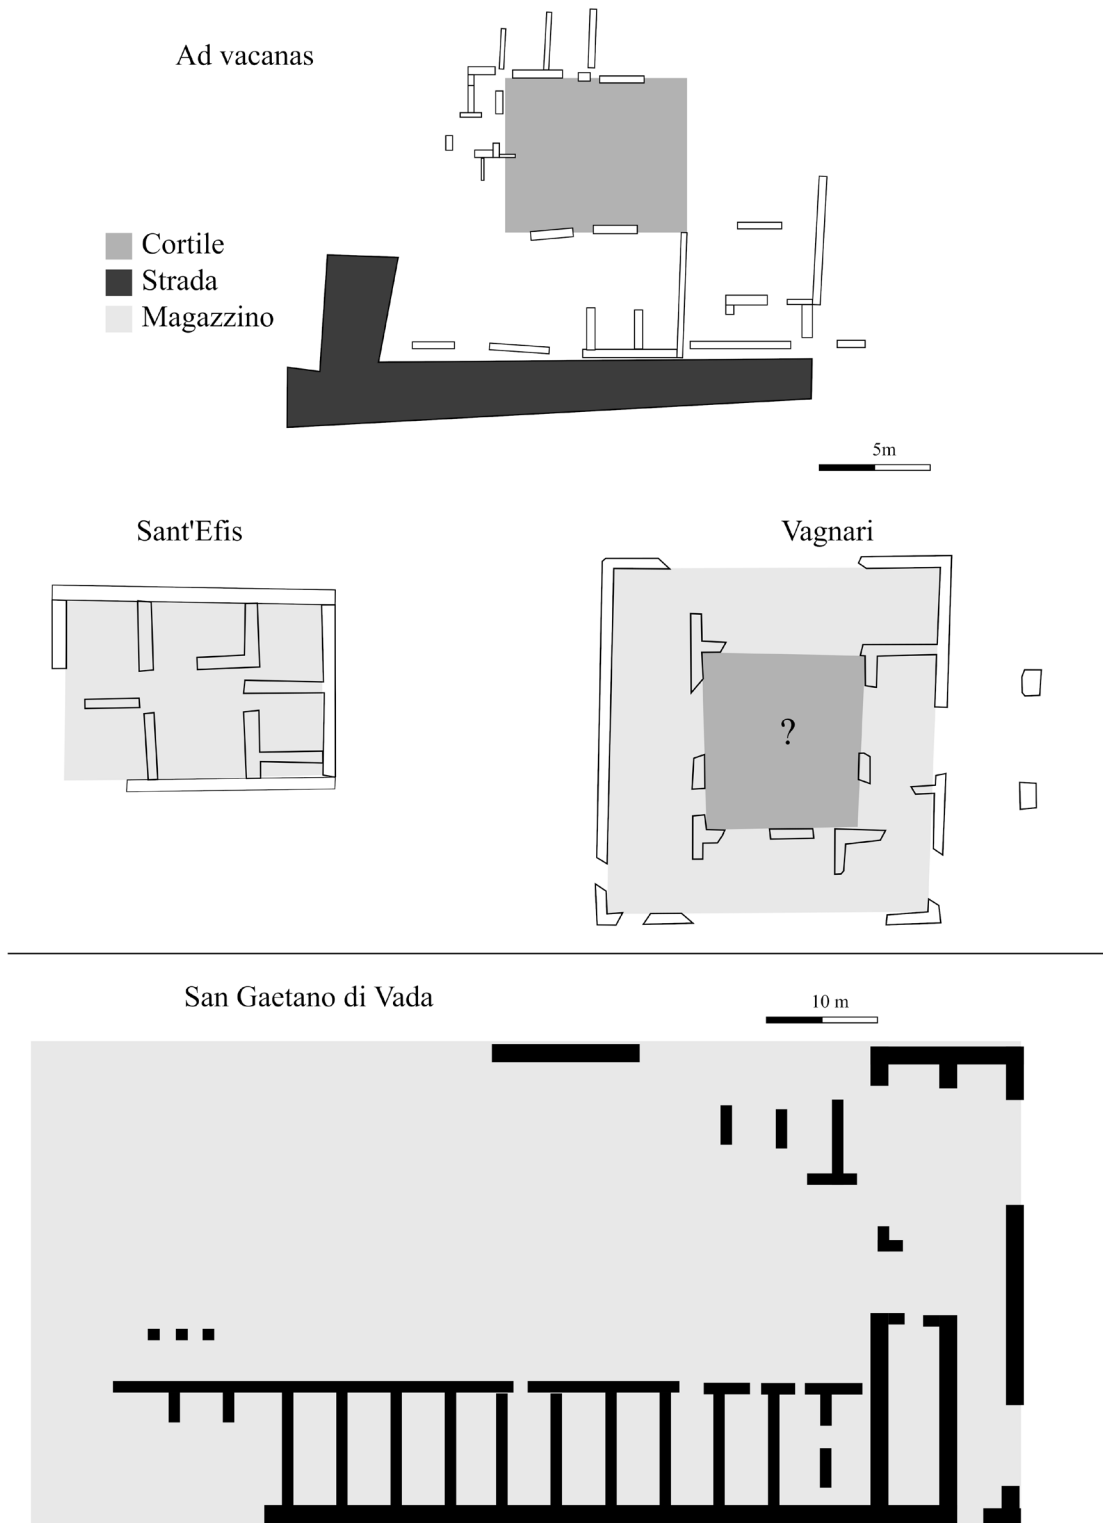 Ad vacanas
Cortile
Strada
Magazzino
5m
Sant'Efis
Vagnari
?
San Gaetano di Vada
10 m